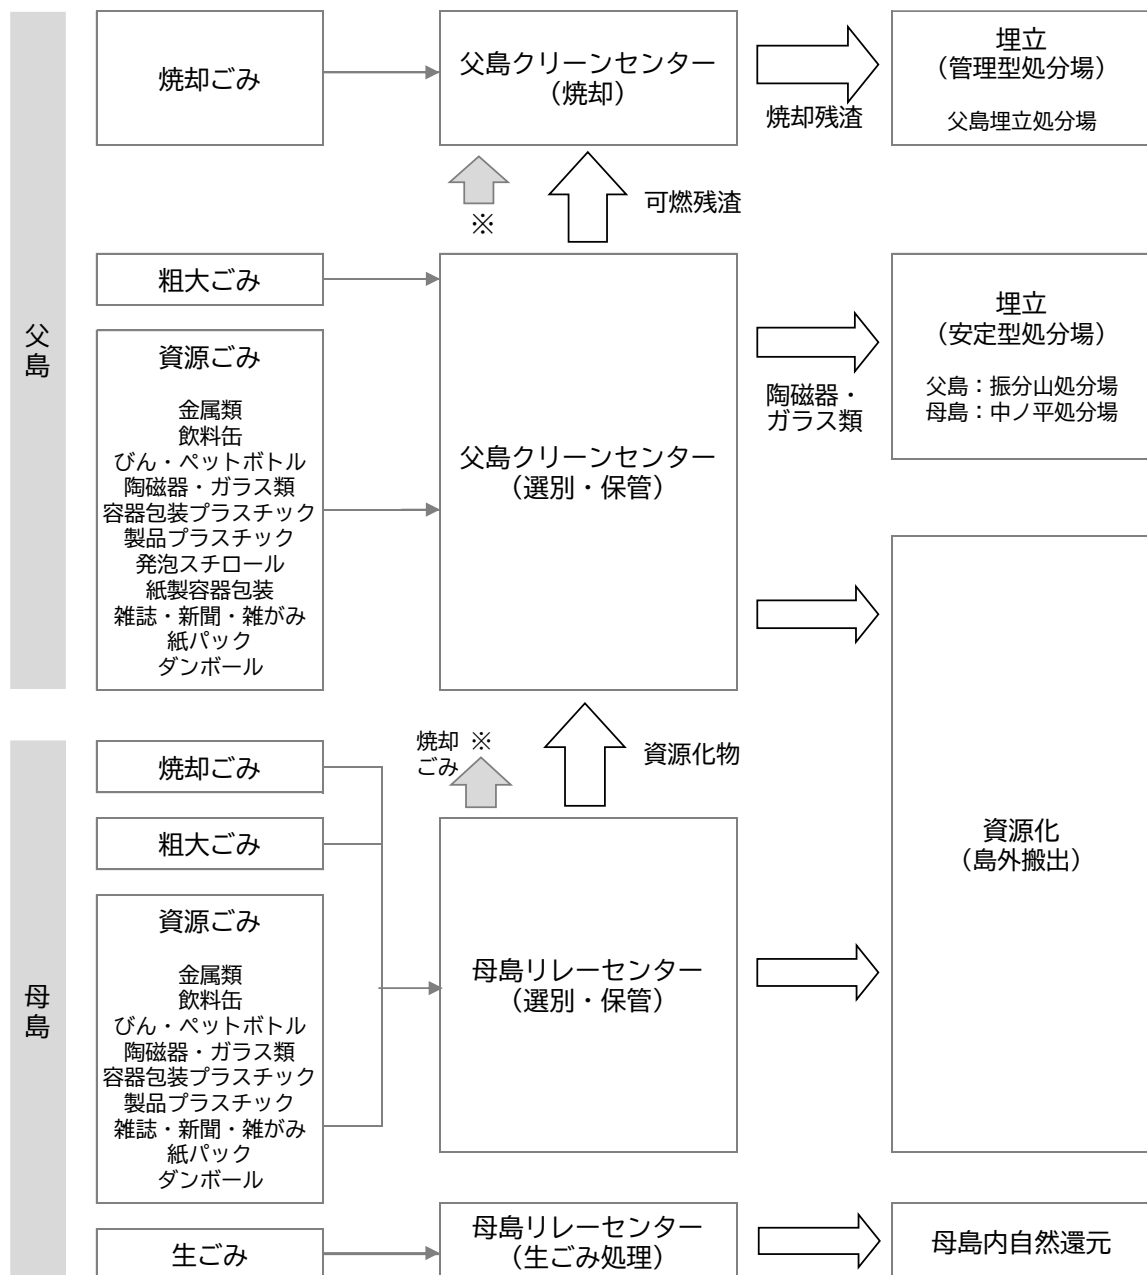 父島
焼却ごみ
父島クリーンセンター
（焼却）
焼却残渣
埋立
（管理型処分場）
父島埋立処分場
※
可燃残渣
粗大ごみ
資源ごみ
金属類
飲料缶
びん・ペットボトル
陶磁器・ガラス類
容器包装プラスチック
製品プラスチック
発泡スチロール
紙製容器包装
雑誌・新聞・雑がみ
紙パック
ダンボール
父島クリーンセンター
（選別・保管）
陶磁器・
ガラス類
埋立
（安定型処分場）
父島：振分山処分場
母島：中ノ平処分場
母島
焼却ごみ
粗大ごみ
資源ごみ
金属類
飲料缶
びん・ペットボトル
陶磁器・ガラス類
容器包装プラスチック
製品プラスチック
雑誌・新聞・雑がみ
紙パック
ダンボール
焼却 ※
ごみ
資源化物
母島リレーセンター
（選別・保管）
資源化
（島外搬出）
生ごみ
母島リレーセンター
（生ごみ処理）
母島内自然還元